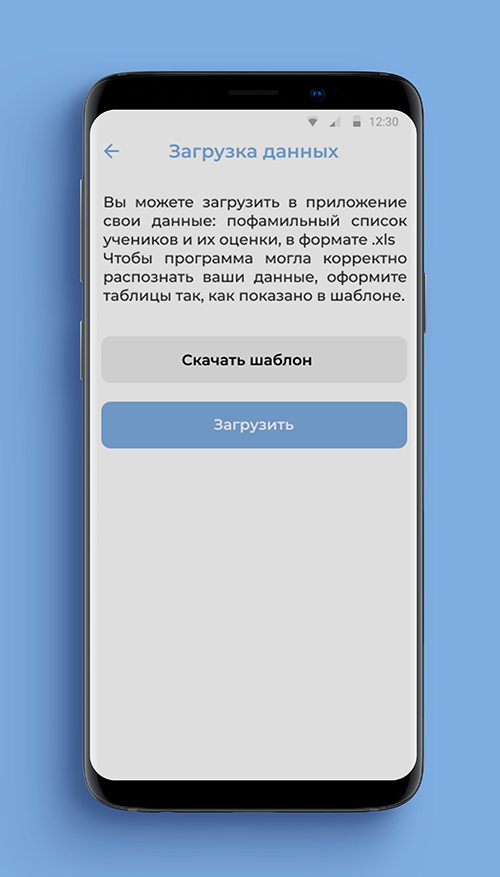 12:30
Загрузка данных
Вы можете загрузить в приложение
свои данные: пофамильный список
учеников и их оценки, в формате .xls
Чтобы программа могла корректно
распознать ваши данные, оформите
таблицы так, как показано в шаблоне.
Скачать шаблон
Загрузить